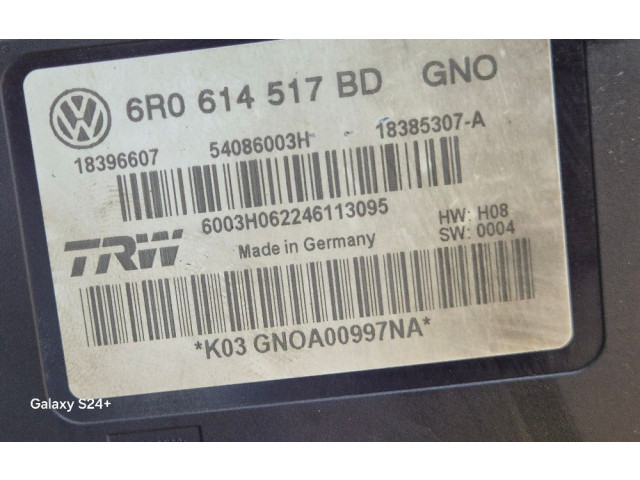 6R0 614 517 BD GNO
18396607 54086003H 18385307-A
6003H062246113095
HW: H08
TRW Made in Germany SW: 0004
*K03 GNOA00997NA*
Galaxy S24+